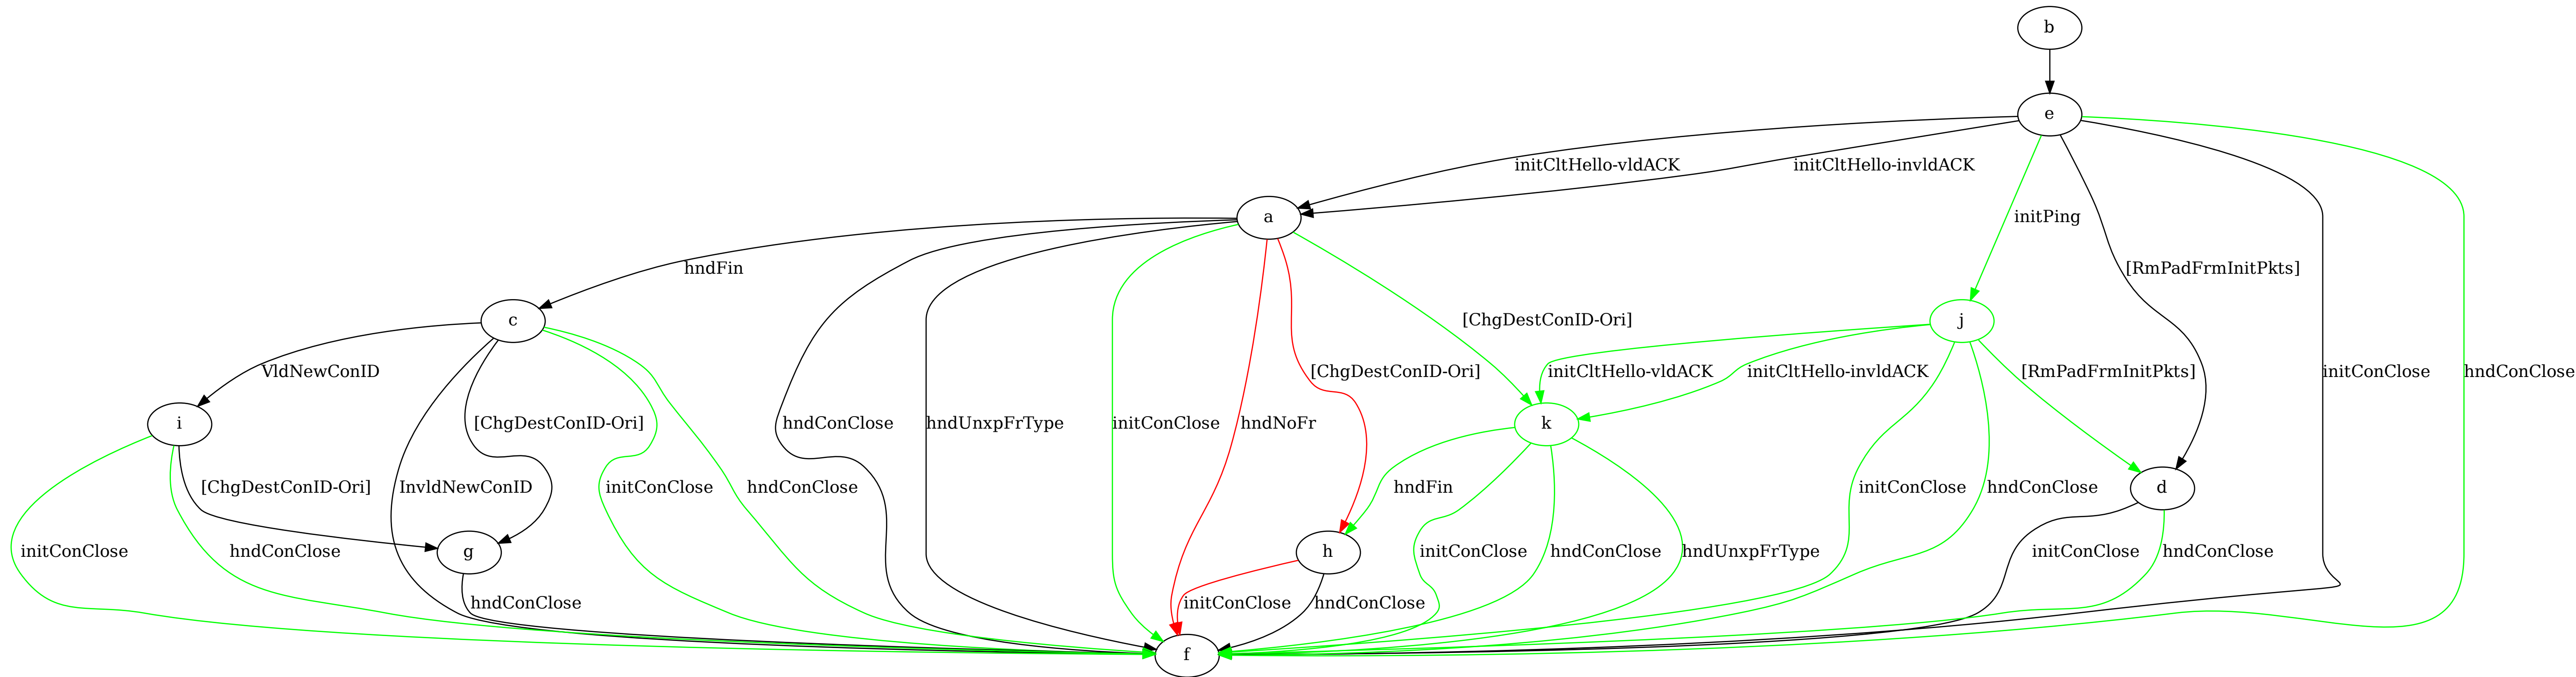 b
e
initCltHello-vldACK
initCltHello-invldACK
a
initPing
hndFin
[RmPadFrmInitPkts]
c
[ChgDestConID-Ori]
j
VldNewConID
[ChgDestConID-Ori]
initCltHello-vldACK
initCltHello-invldACK
[RmPadFrmInitPkts]
initConClose
hndConClose
i
[ChgDestConID-Ori]
hndConClose
hndUnxpFrType
initConClose
hndNoFr
k
[ChgDestConID-Ori]
InvldNewConID
initConClose
hndConClose
hndFin
initConClose
hndConClose
d
initConClose
hndConClose
g
h
initConClose
hndConClose
hndUnxpFrType
initConClose
hndConClose
hndConClose
initConClose
hndConClose
f